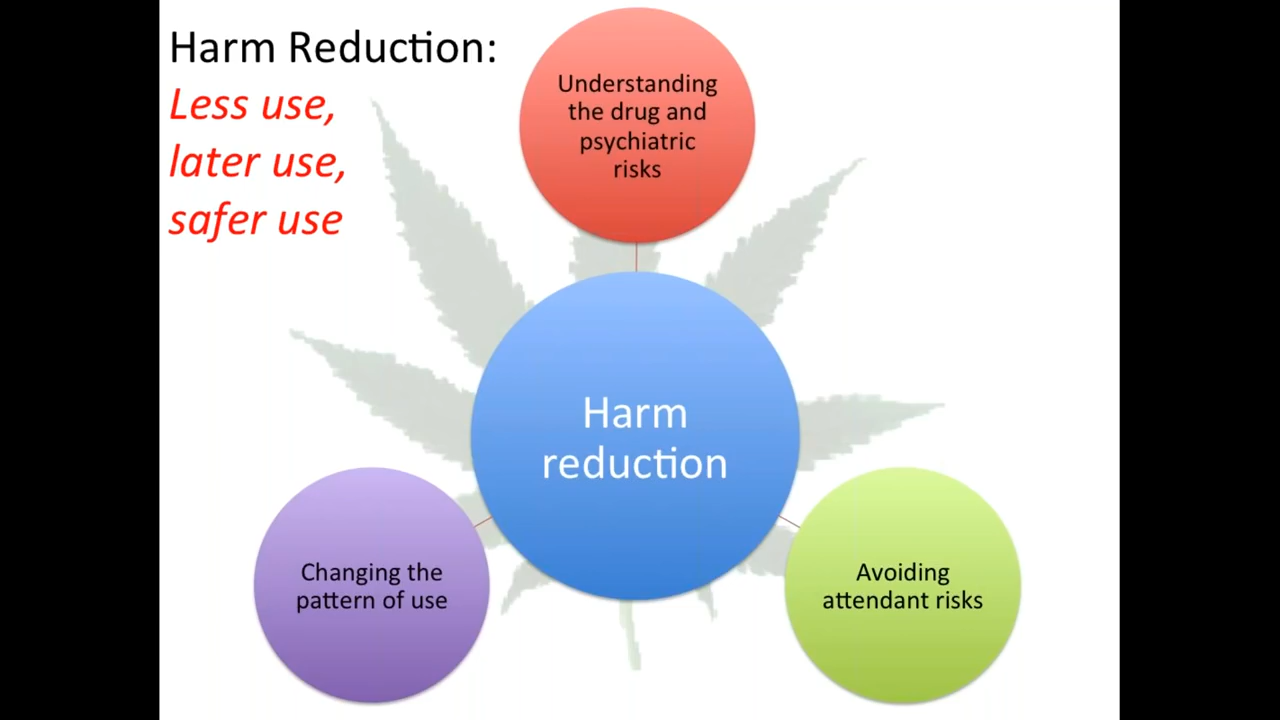 Harm Reduction:
Less use,
later use,
safer use
Understanding
the drug and
psychiatric
risks
Harm
reduction
Changing the
pattern of use
Avoiding
attendant risks